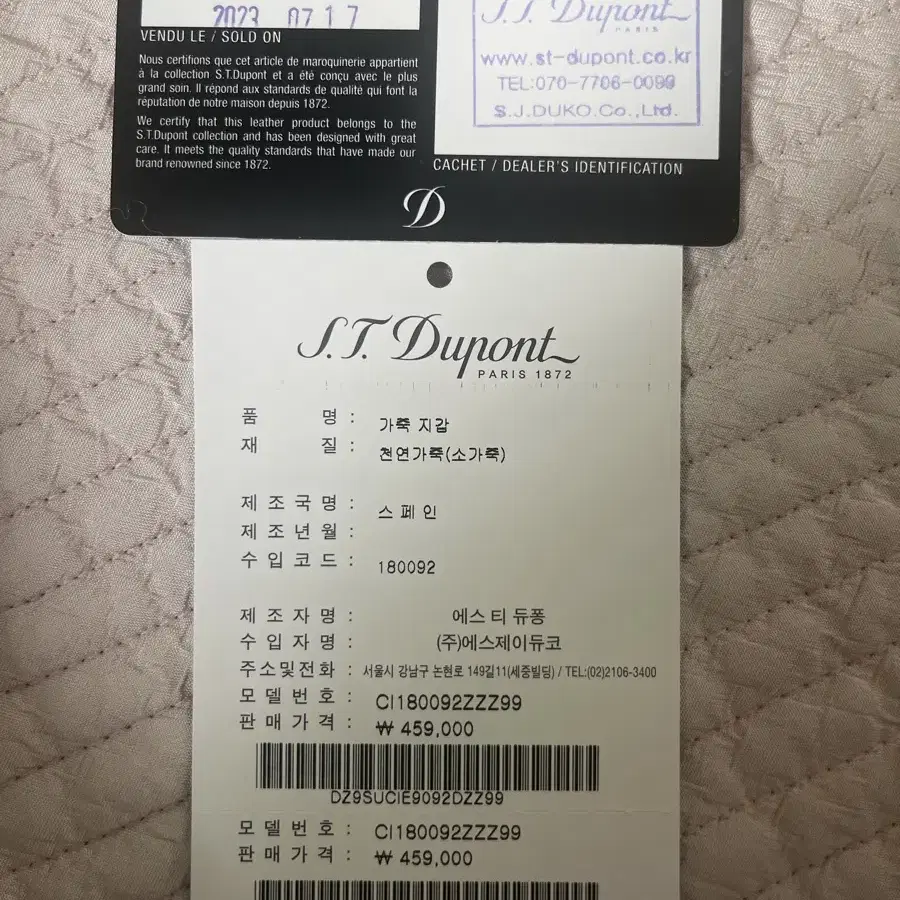 2023 07 17
VENDU LE / SOLD ON
Nous certifions que cet article de maroquinerie appartient
à la collection S.T.Dupont et a été conçu avec le plus
grand soin. Il répond aux standards de qualité qui font la
réputation de notre maison depuis 1872.
We certify that this leather product belongs to the
S.T.Dupont collection and has been designed with great
care. It meets the quality standards that have made our
brand renowned since 1872.
S.T. Dupont
PARIS
www.st-dupont.co.kr
TEL:070-7706-0090
S.J.DUKO.Co.,Ltd.
CACHET / DEALER'S IDENTIFICATION
D
S.T. Dupont
PARIS 1872
품 명 : 가죽 지갑
재 질 : 천연가죽(소가죽)
제 조 국 명 : 스 페 인
제 조 년 월 :
수 입 코 드 : 180092
제 조 자 명 : 에스 티 듀퐁
수 입 자 명 : (주)에스제이듀코
주소및전화 : 서울시 강남구 논현로 149길11(세중빌딩) / TEL:(02)2106-3400
모 델 번 호 : CI180092ZZZ99
판 매 가 격 : ₩ 459,000
DZ9SUCIE9092DZZ99
모 델 번 호 : CI180092ZZZ99
판 매 가 격 : ₩ 459,000